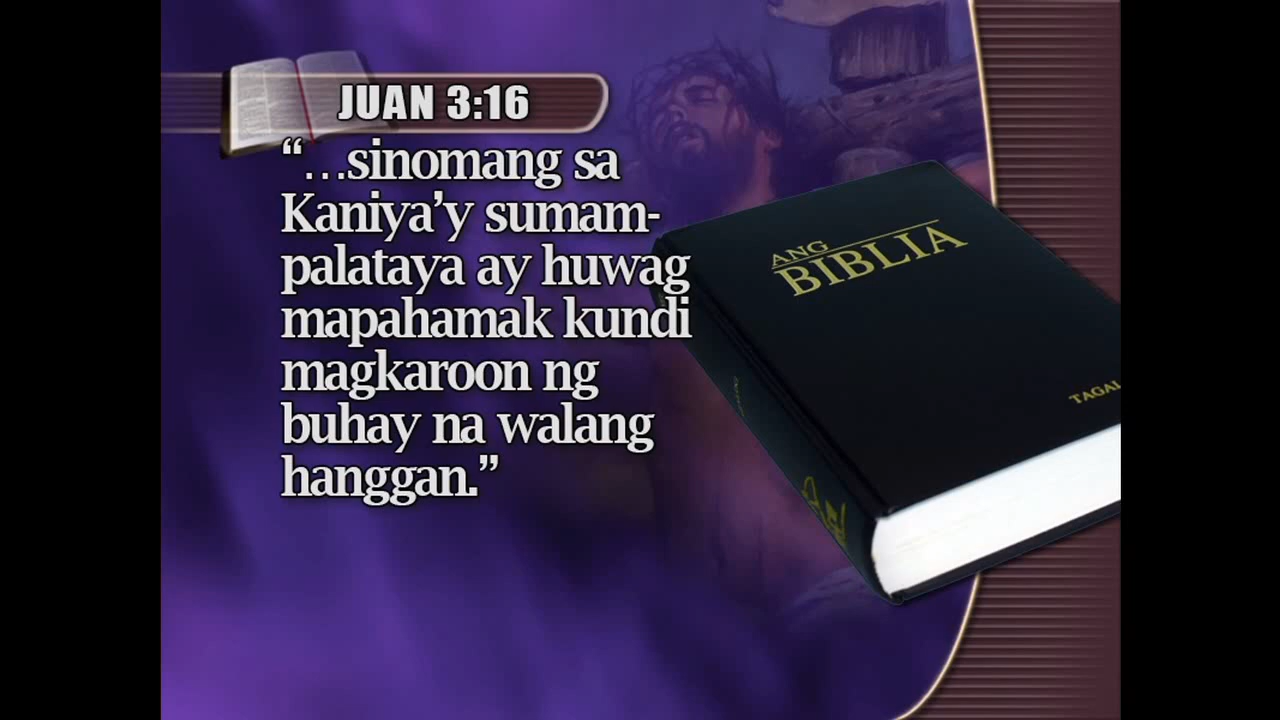 JUAN 3:16
“…sinomang sa
Kaniya’y sumam-
palataya ay huwag
mapahamak kundi
magkaroon ng
buhay na walang
hanggan.”
ANG
BIBLIA
TAGAL